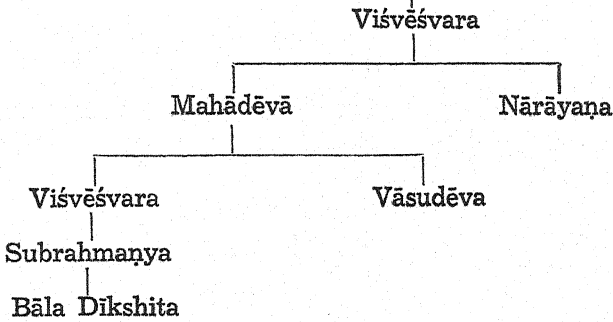 Viśvēśvara
Mahādēvā Nārāyaṇa
Viśvēśvara Vāsudēva
Subrahmaṇya
Bāla Dīkshita